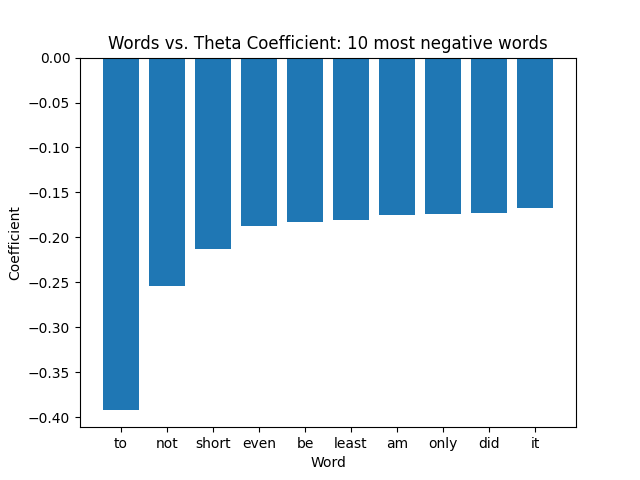 Words vs. Theta Coefficient: 10 most negative words
0.00
−0.05
−0.10
−0.15
−0.20
−0.25
−0.30
−0.35
−0.40
Coefficient
to not short even be least am only did it
Word